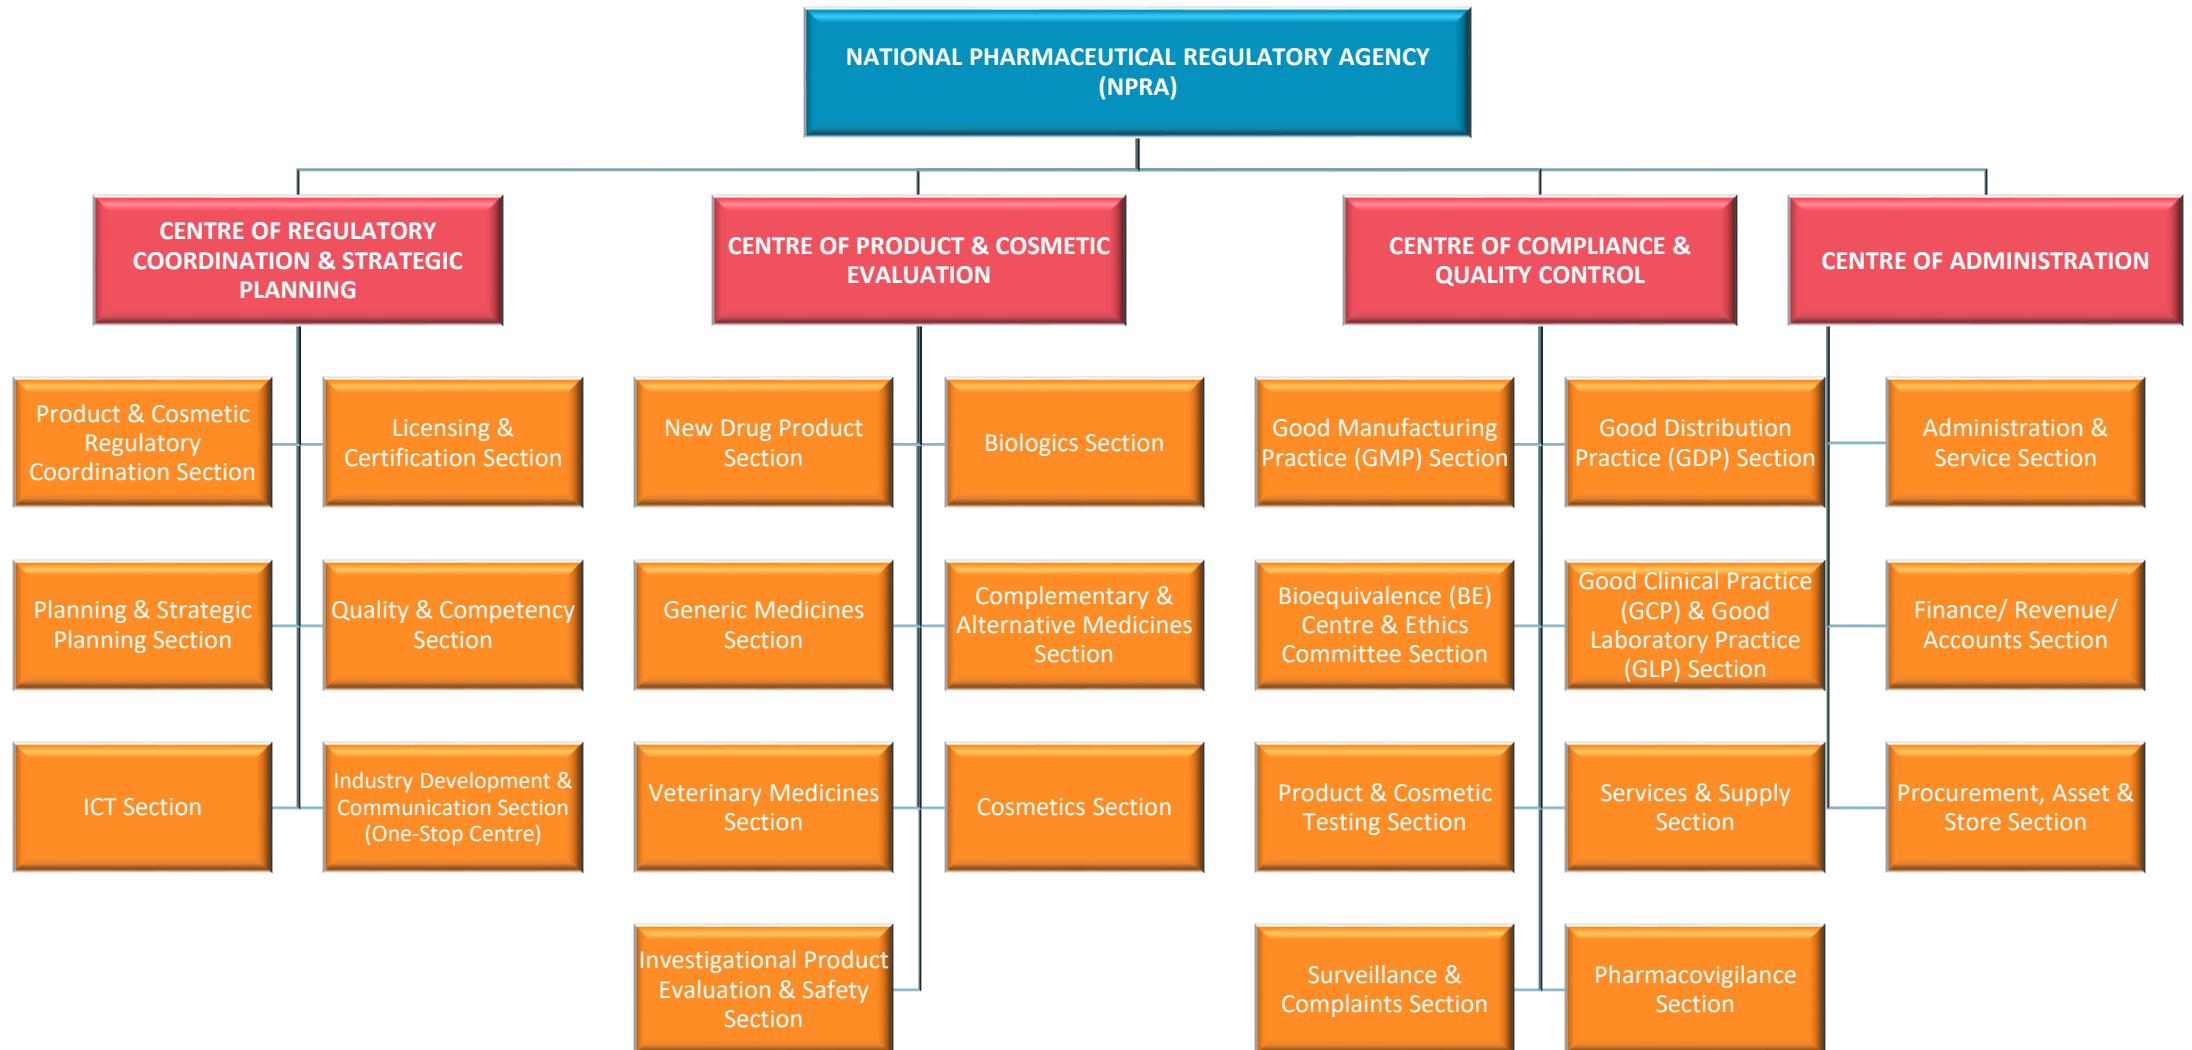 NATIONAL PHARMACEUTICAL REGULATORY AGENCY
(NPRA)
CENTRE OF REGULATORY
COORDINATION & STRATEGIC
PLANNING
CENTRE OF PRODUCT & COSMETIC
EVALUATION
CENTRE OF COMPLIANCE &
QUALITY CONTROL
CENTRE OF ADMINISTRATION
Product & Cosmetic
Regulatory
Coordination Section
Licensing &
Certification Section
Planning & Strategic
Planning Section
Quality & Competency
Section
ICT Section
Industry Development &
Communication Section
(One-Stop Centre)
New Drug Product
Section
Biologics Section
Generic Medicines
Section
Complementary &
Alternative Medicines
Section
Veterinary Medicines
Section
Cosmetics Section
Investigational Product
Evaluation & Safety
Section
Good Manufacturing
Practice (GMP) Section
Good Distribution
Practice (GDP) Section
Bioequivalence (BE)
Centre & Ethics
Committee Section
Good Clinical Practice
(GCP) & Good
Laboratory Practice
(GLP) Section
Product & Cosmetic
Testing Section
Services & Supply
Section
Surveillance &
Complaints Section
Pharmacovigilance
Section
Administration &
Service Section
Finance/ Revenue/
Accounts Section
Procurement, Asset &
Store Section